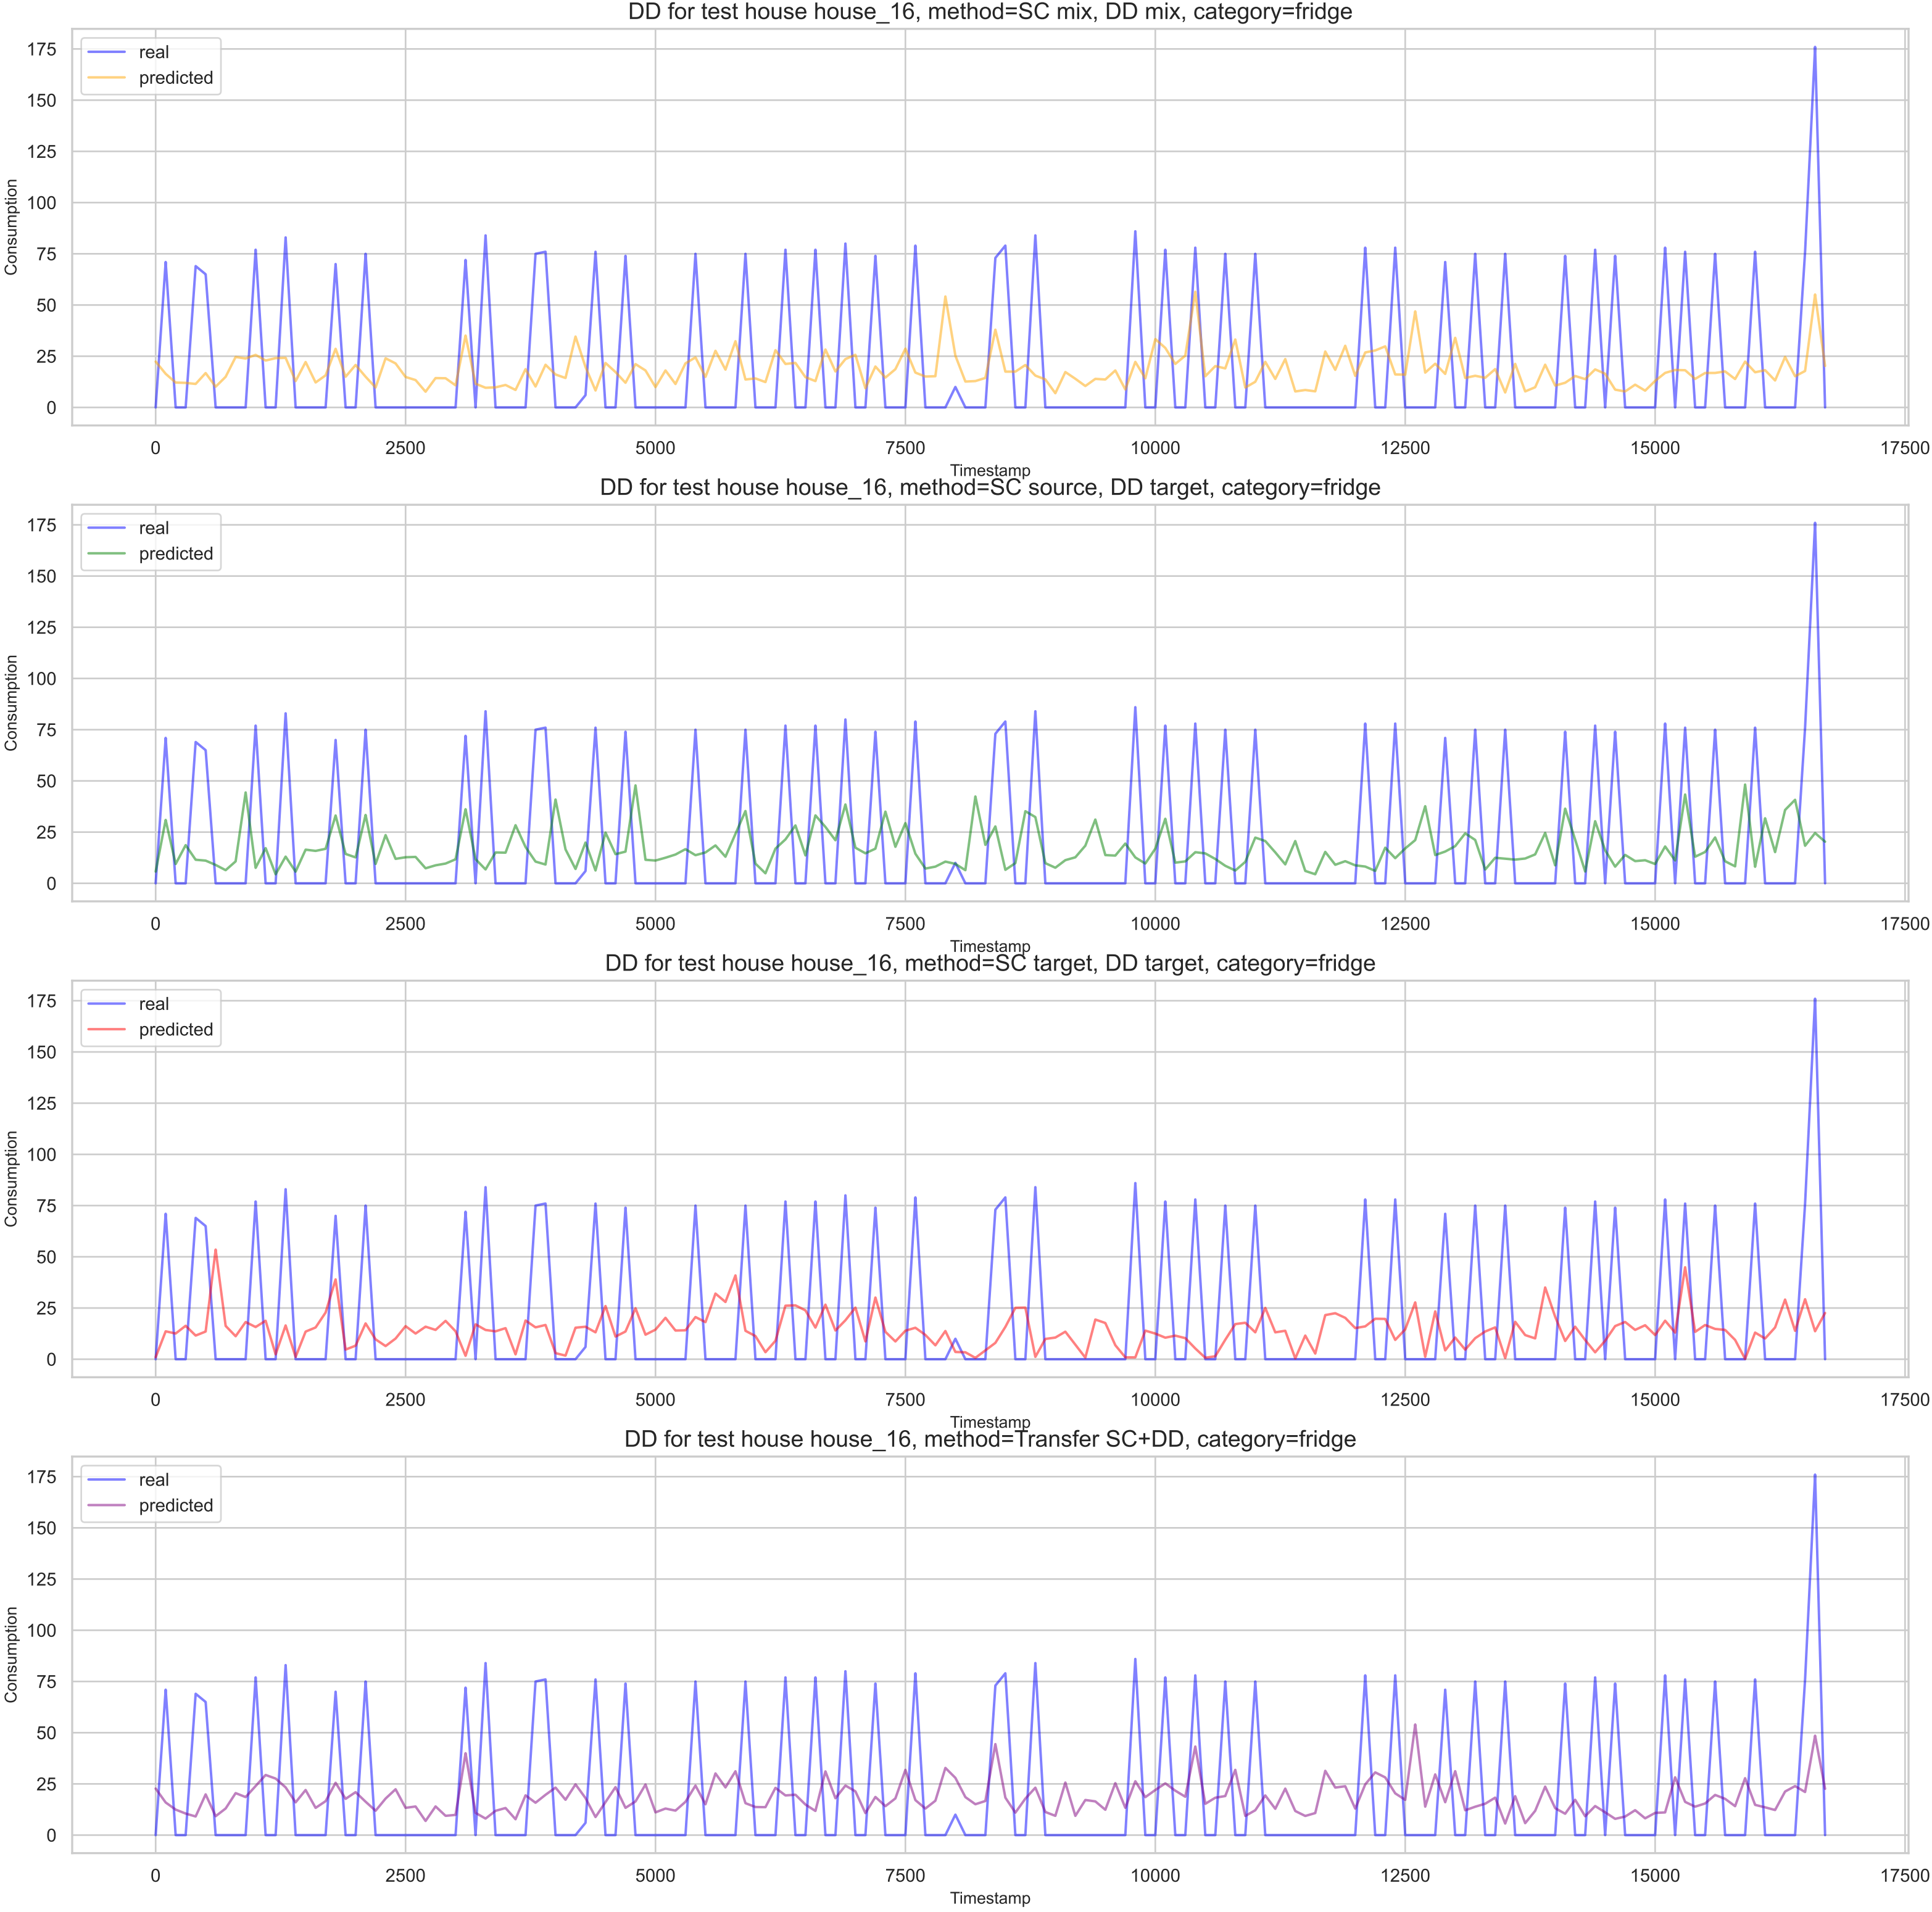 DD for test house house_16, method=SC mix, DD mix, category=fridge
real
predicted
175
150
125
100
75
50
25
0
Consumption
0 2500 5000 7500 10000 12500 15000 17500
Timestamp
DD for test house house_16, method=SC source, DD target, category=fridge
real
predicted
175
150
125
100
75
50
25
0
Consumption
0 2500 5000 7500 10000 12500 15000 17500
Timestamp
DD for test house house_16, method=SC target, DD target, category=fridge
real
predicted
175
150
125
100
75
50
25
0
Consumption
0 2500 5000 7500 10000 12500 15000 17500
Timestamp
DD for test house house_16, method=Transfer SC+DD, category=fridge
real
predicted
175
150
125
100
75
50
25
0
Consumption
0 2500 5000 7500 10000 12500 15000 17500
Timestamp